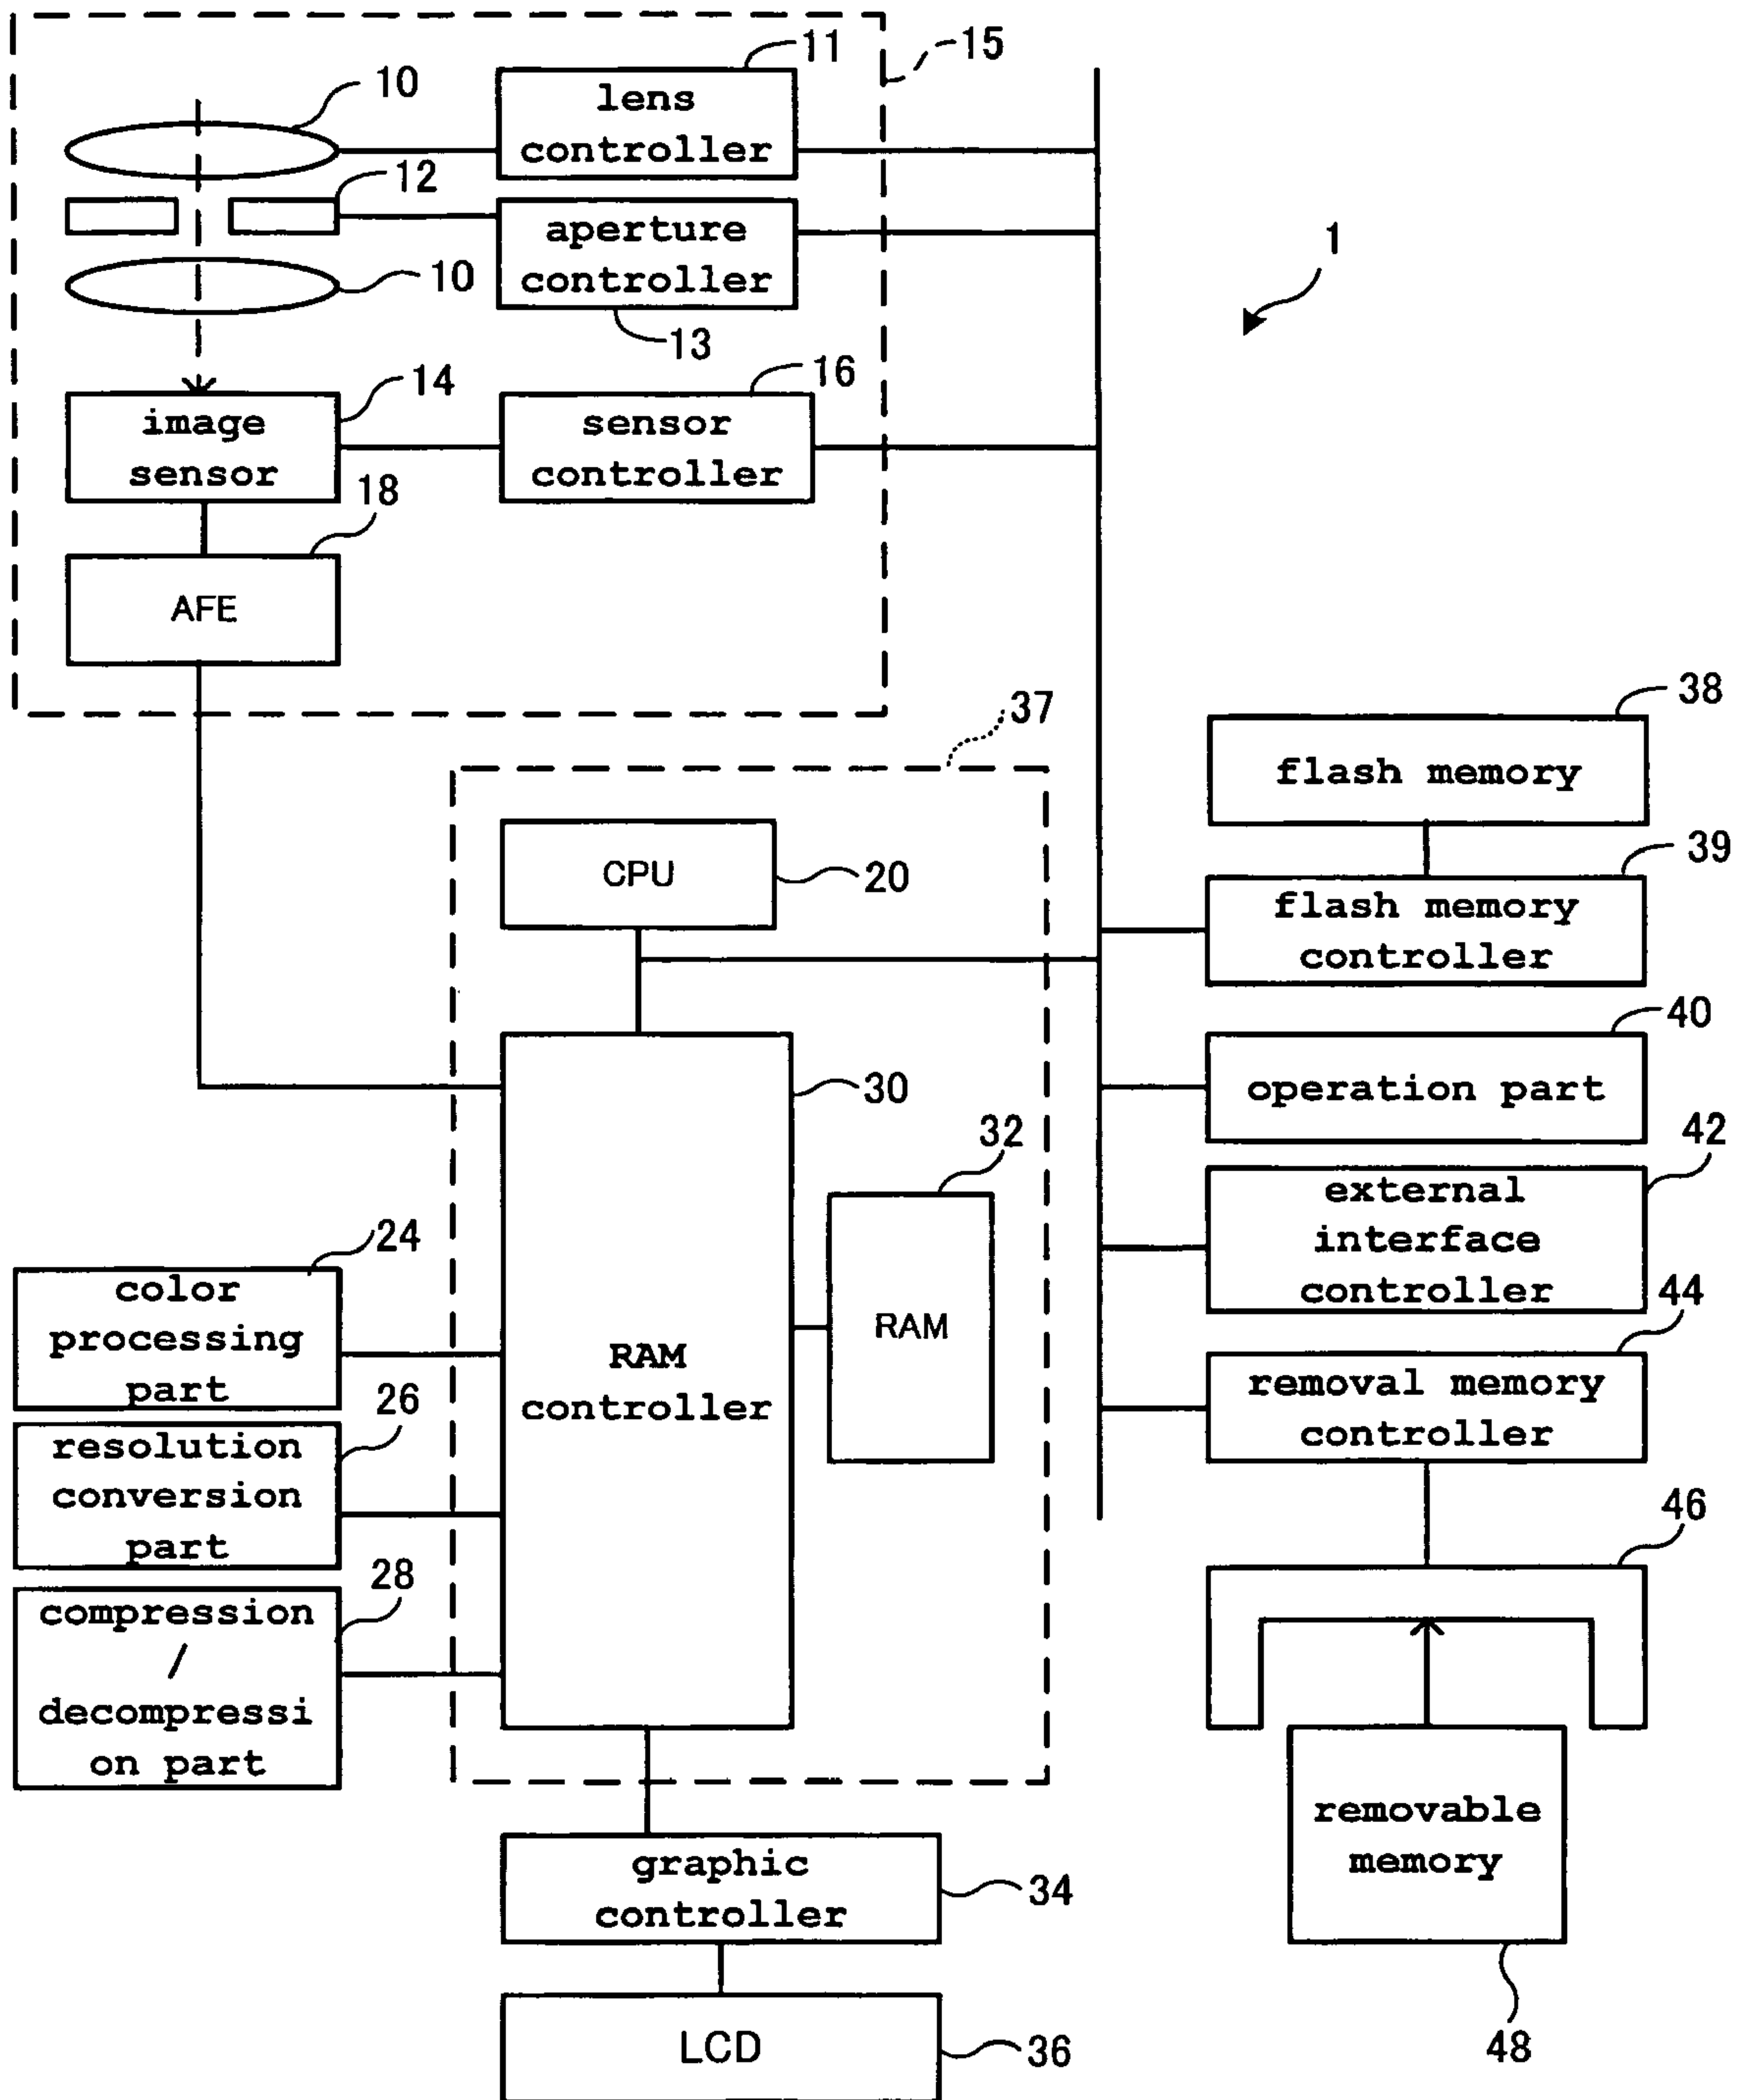 11
15
10
lens
controller
12
aperture
controller
10
13
1
14
16
image
sensor
sensor
controller
18
AFE
37
38
flash memory
CPU
20
39
flash memory
controller
40
operation part
30
32
42
external
interface
controller
24
color
processing
part
RAM
controller
RAM
44
removal memory
controller
26
resolution
conversion
part
46
28
compression
/
decompressi
on part
removable
memory
48
graphic
controller
34
LCD
36